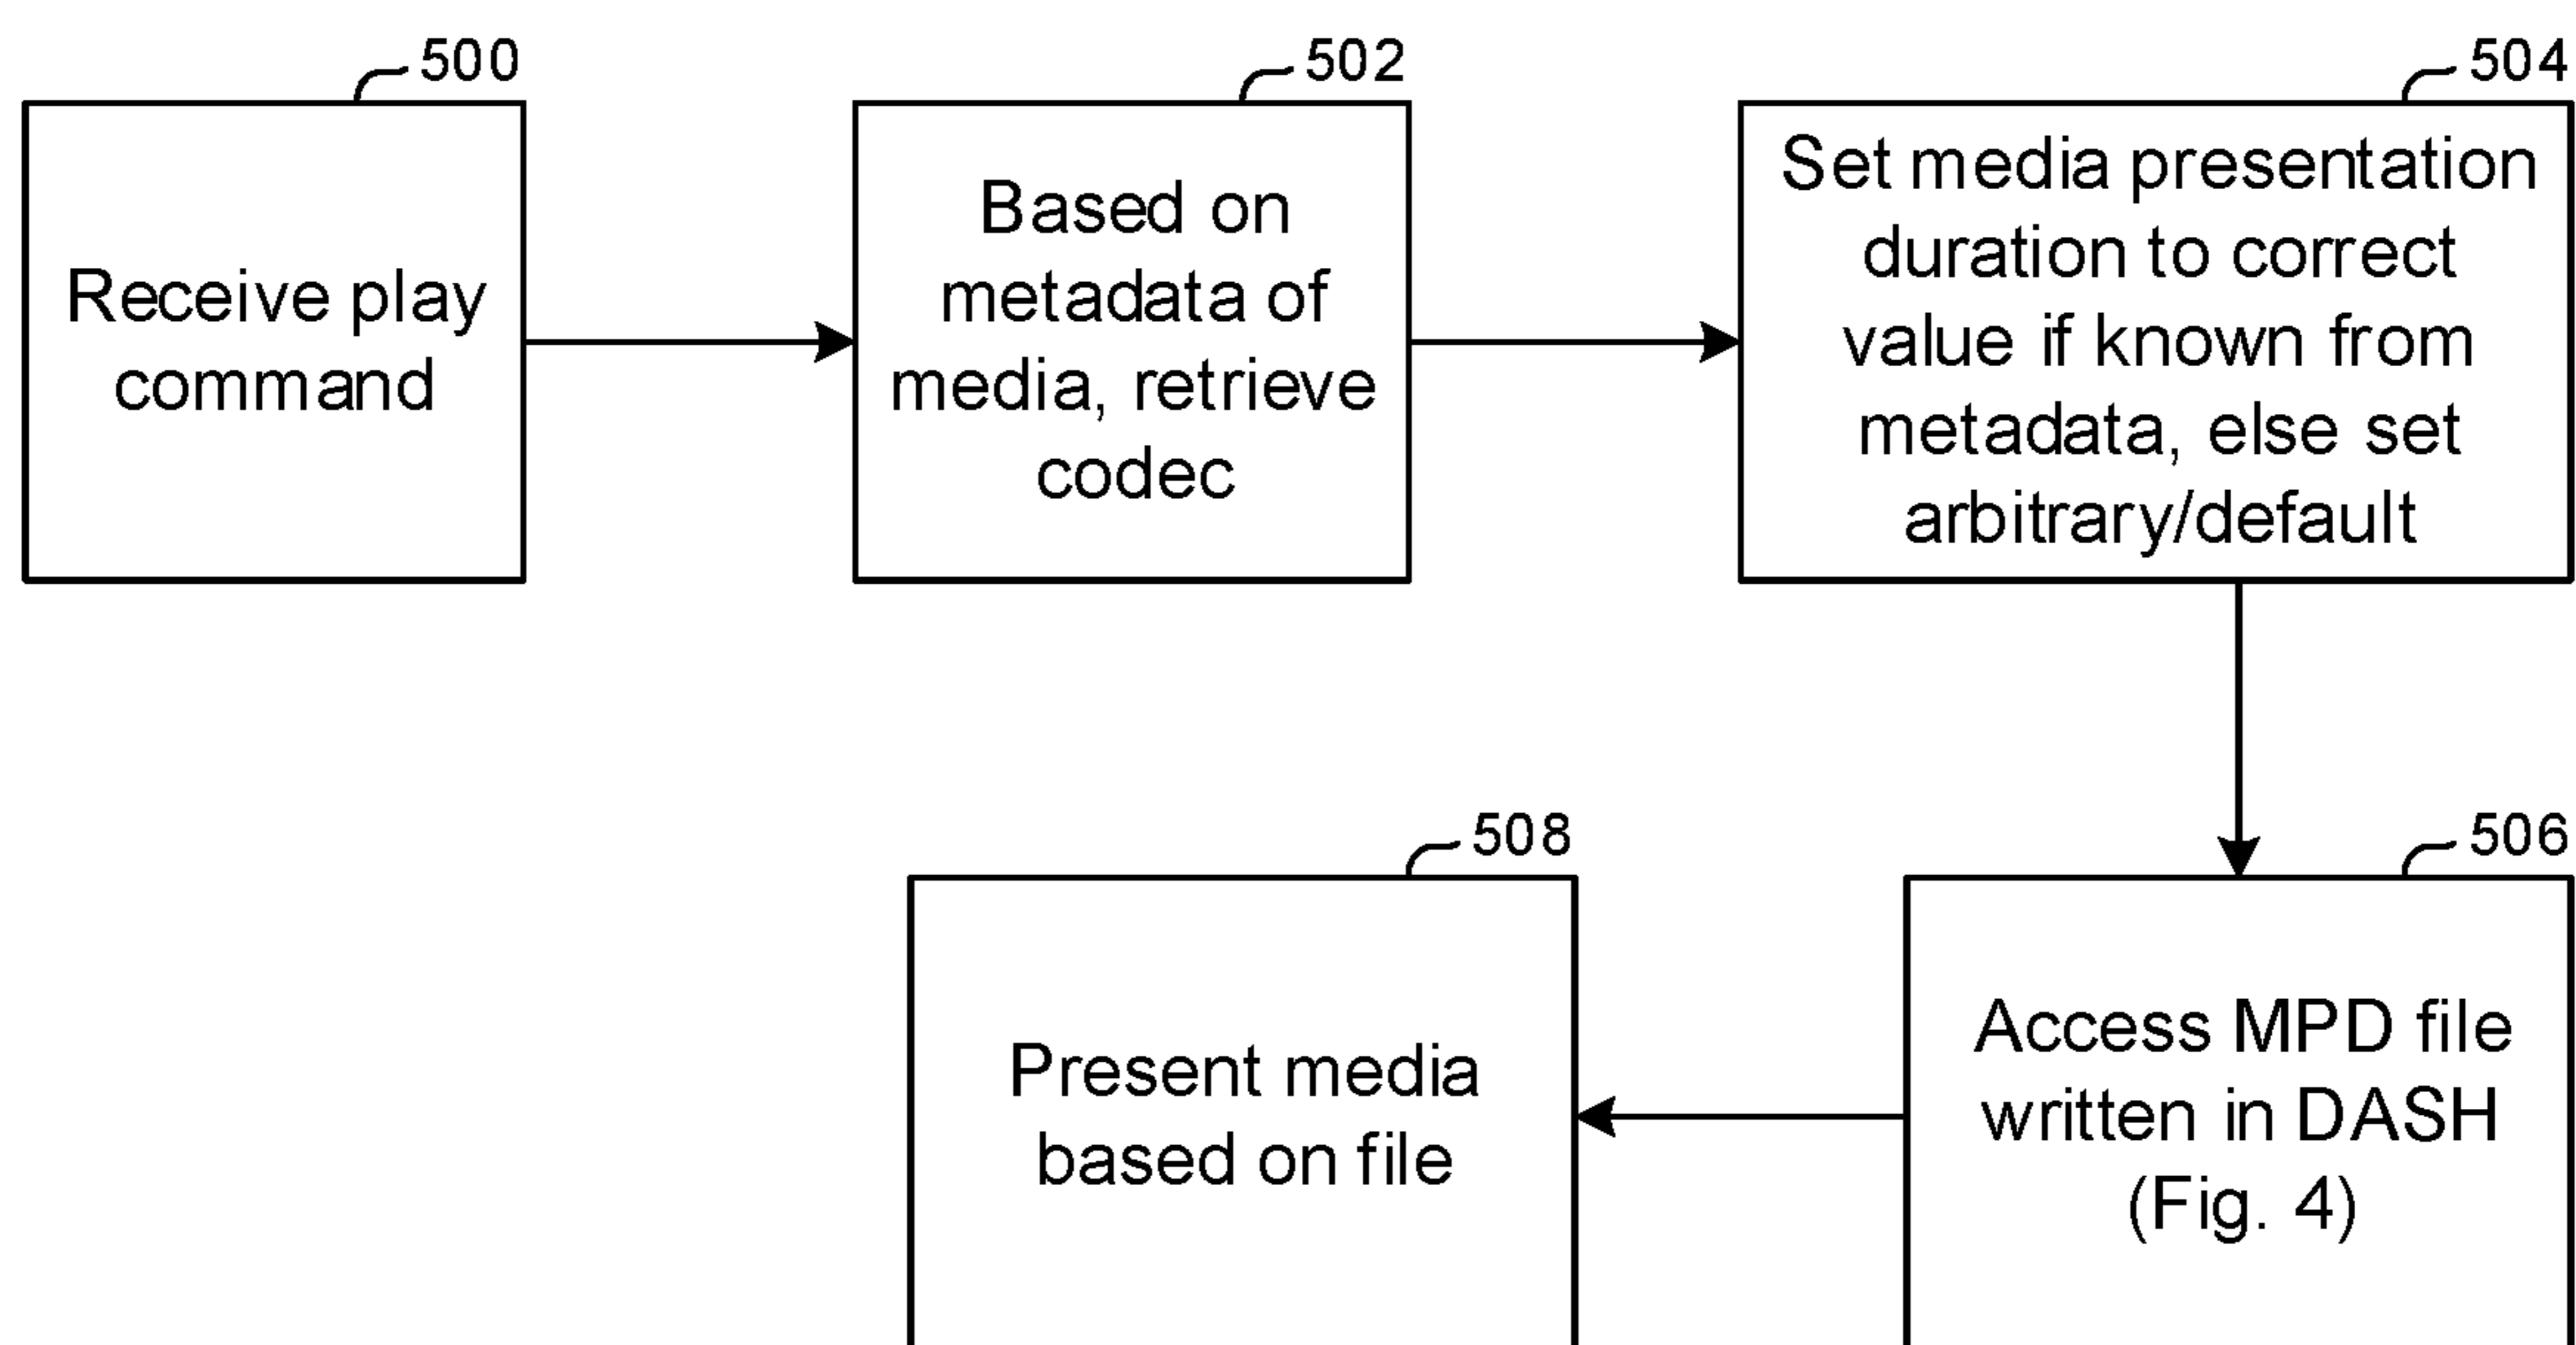 500
Receive play
command
502
Based on
metadata of
media, retrieve
codec
504
Set media presentation
duration to correct
value if known from
metadata, else set
arbitrary/default
506
Access MPD file
written in DASH
(Fig. 4)
508
Present media
based on file